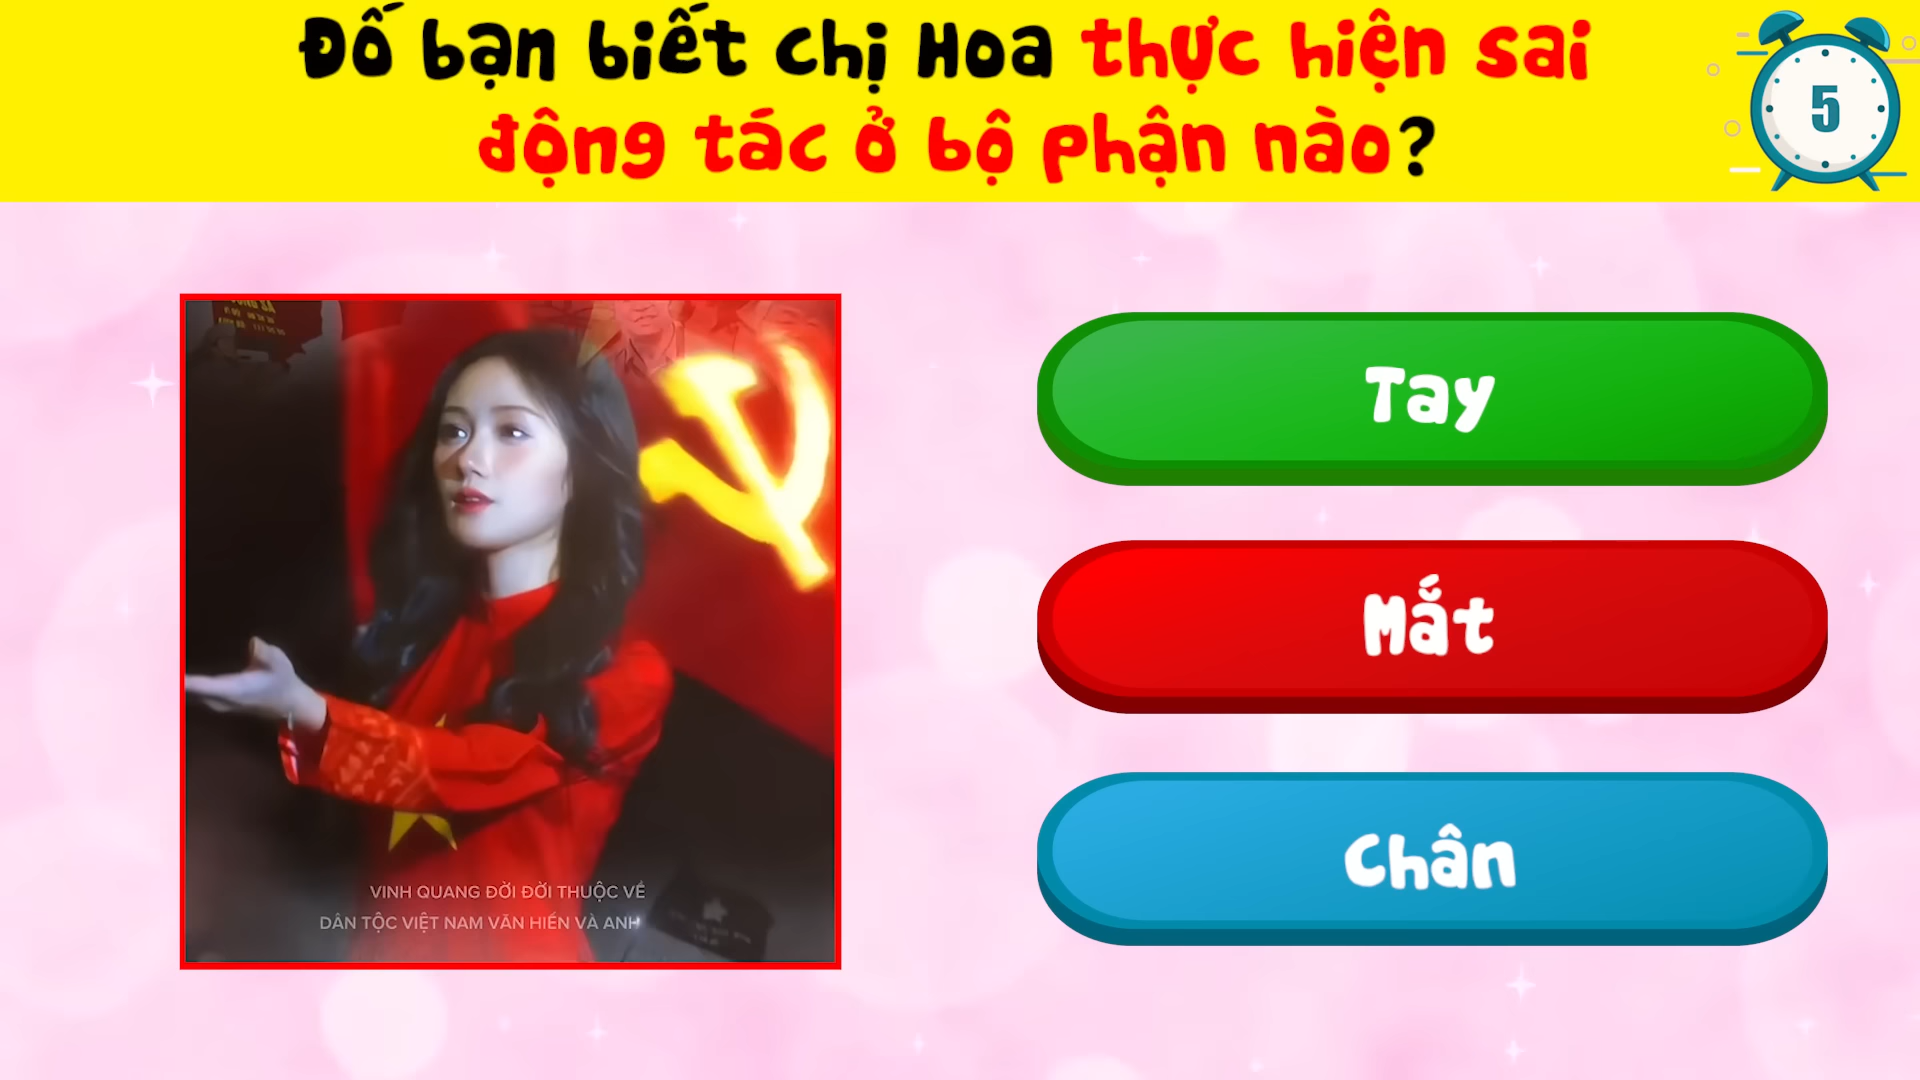 Đố bạn biết chị Hoa thực hiện sai
động tác ở bộ phận nào?
5
VINH QUANG ĐỜI ĐỜI THUỘC VỀ
DÂN TỘC VIỆT NAM VĂN HIẾN VÀ ANH
Tay
Mắt
Chân